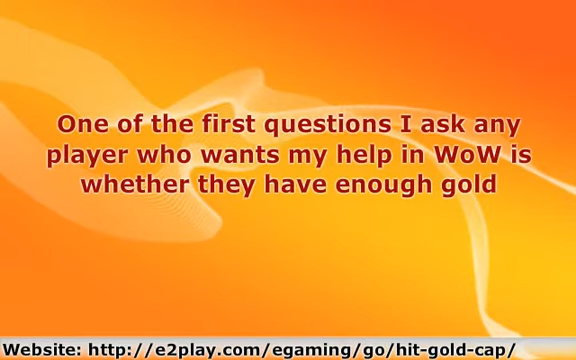 One of the first questions I ask any
player who wants my help in WoW is
whether they have enough gold
Website: http://e2play.com/egaming/go/hit-gold-cap/